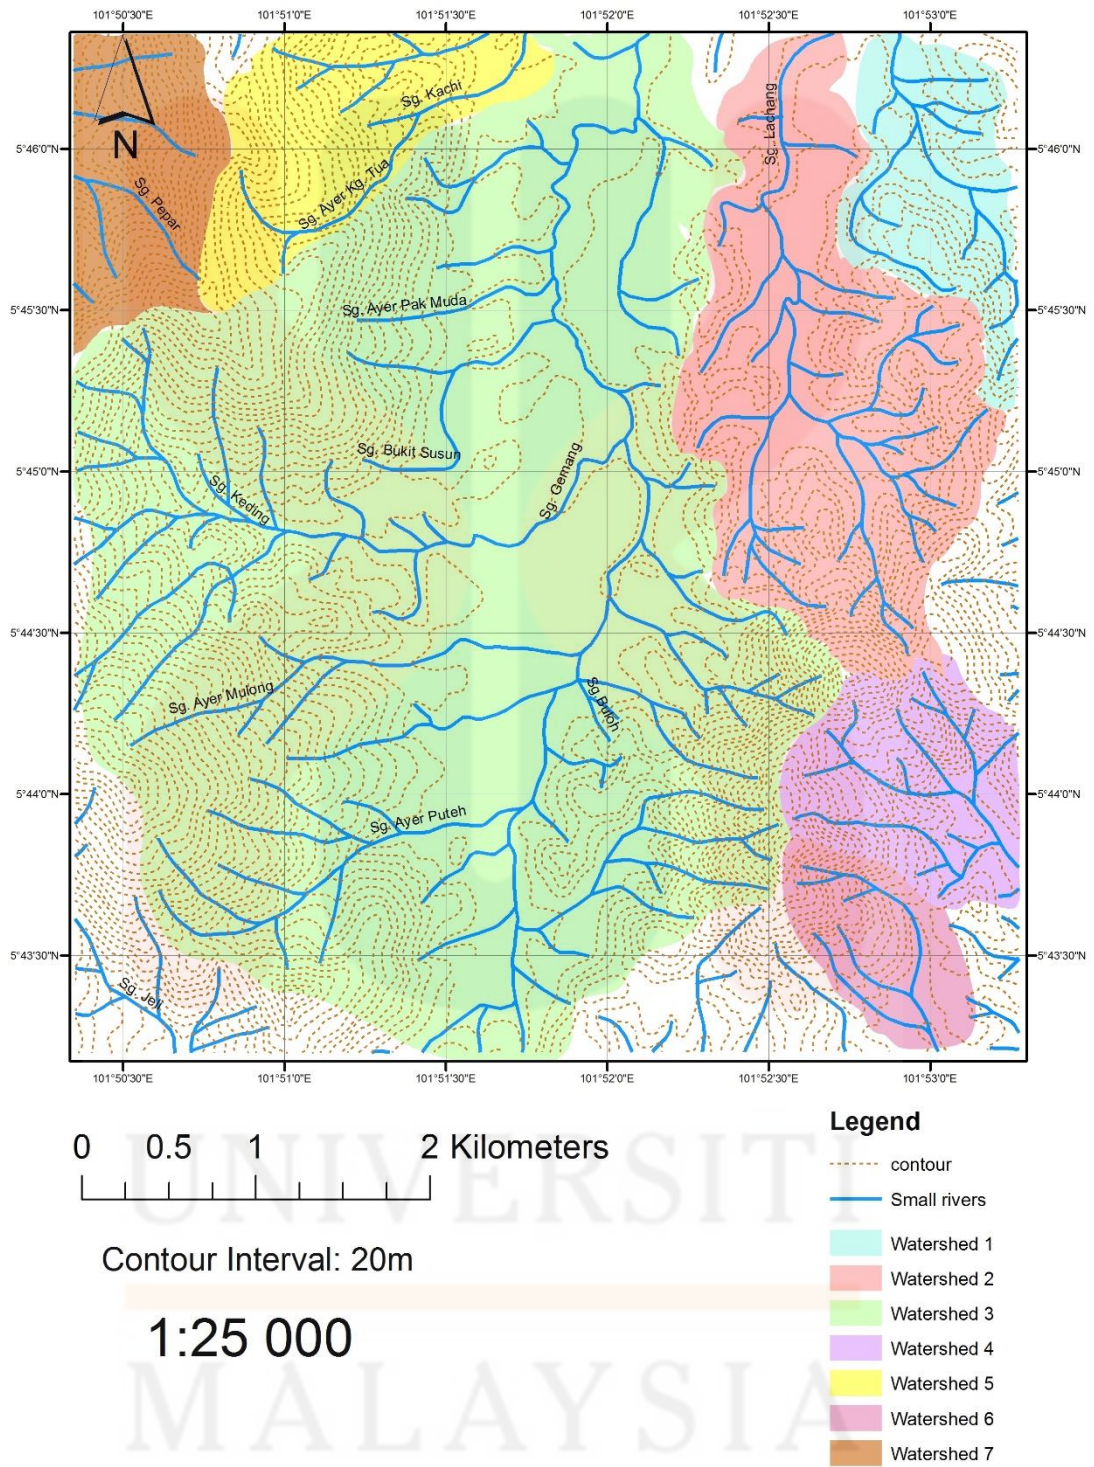 101°50'30"E 101°51'0"E 101°51'30"E 101°52'0"E 101°52'30"E 101°53'0"E
N
Sg. Kachi
Sg. Lachang
5°46'0"N 5°46'0"N
Sg. Ayer Kg. Tua
Sg. Pepar
Sg. Ayer Pak Muda
5°45'30"N 5°45'30"N
Sg. Bukit Susun
Sg. Gemang
5°45'0"N 5°45'0"N
Sg. Keding
5°44'30"N 5°44'30"N
Sg. Ayer Mulong
Sg Buloh
5°44'0"N 5°44'0"N
Sg. Ayer Puteh
5°43'30"N 5°43'30"N
Sg. Jeli
101°50'30"E 101°51'0"E 101°51'30"E 101°52'0"E 101°52'30"E 101°53'0"E
0 0.5 1 2 Kilometers
UNIVERSITI
Contour Interval: 20m
1:25 000
MALAYSIA
Legend
contour
Small rivers
Watershed 1
Watershed 2
Watershed 3
Watershed 4
Watershed 5
Watershed 6
Watershed 7